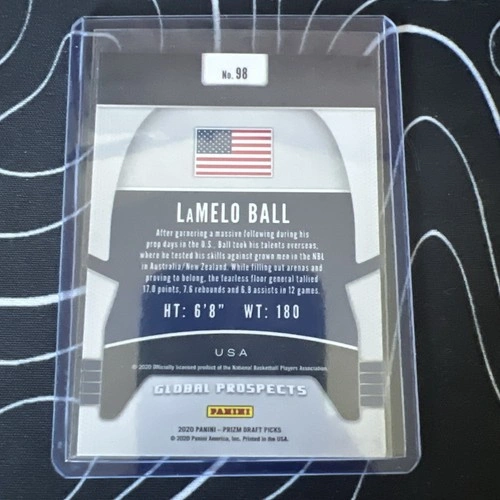 No. 98
LaMELO BALL
After garnering a massive following during his
prep days in the U.S., Ball took his talents overseas,
where he tested his skills against grown men in the NBL
in Australia/New Zealand. While filling out arenas and
proving to belong, the fearless floor general tallied
17.0 points, 7.6 rebounds and 6.8 assists in 12 games.
HT: 6'8" WT: 180
USA
© 2020 Officially licensed product of the National Basketball Players Association
GLOBAL PROSPECTS
PANINI
2020 PANINI – PRIZM DRAFT PICKS
© 2020 Panini America, Inc. Printed in the USA.